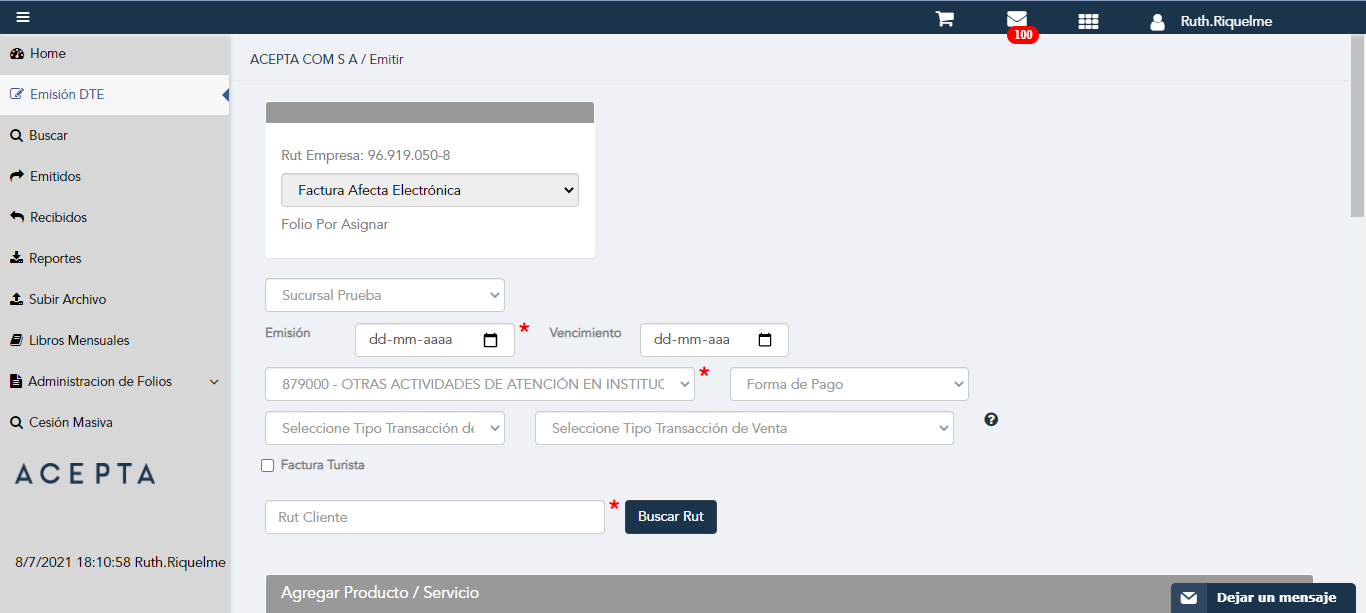 Ruth.Riquelme
100
Home
Emisión DTE
Buscar
Emitidos
Recibidos
Reportes
Subir Archivo
Libros Mensuales
Administracion de Folios
Cesión Masiva
ACEPTA
8/7/2021 18:10:58 Ruth.Riquelme
ACEPTA COM S A / Emitir
Rut Empresa: 96.919.050-8
Factura Afecta Electrónica
Folio Por Asignar
Sucursal Prueba
Emisión dd-mm-aaaa * Vencimiento dd-mm-aaa
879000 - OTRAS ACTIVIDADES DE ATENCIÓN EN INSTITUC * Forma de Pago
Seleccione Tipo Transacción de Seleccione Tipo Transacción de Venta ?
Factura Turista
Rut Cliente * Buscar Rut
Agregar Producto / Servicio
Dejar un mensaje